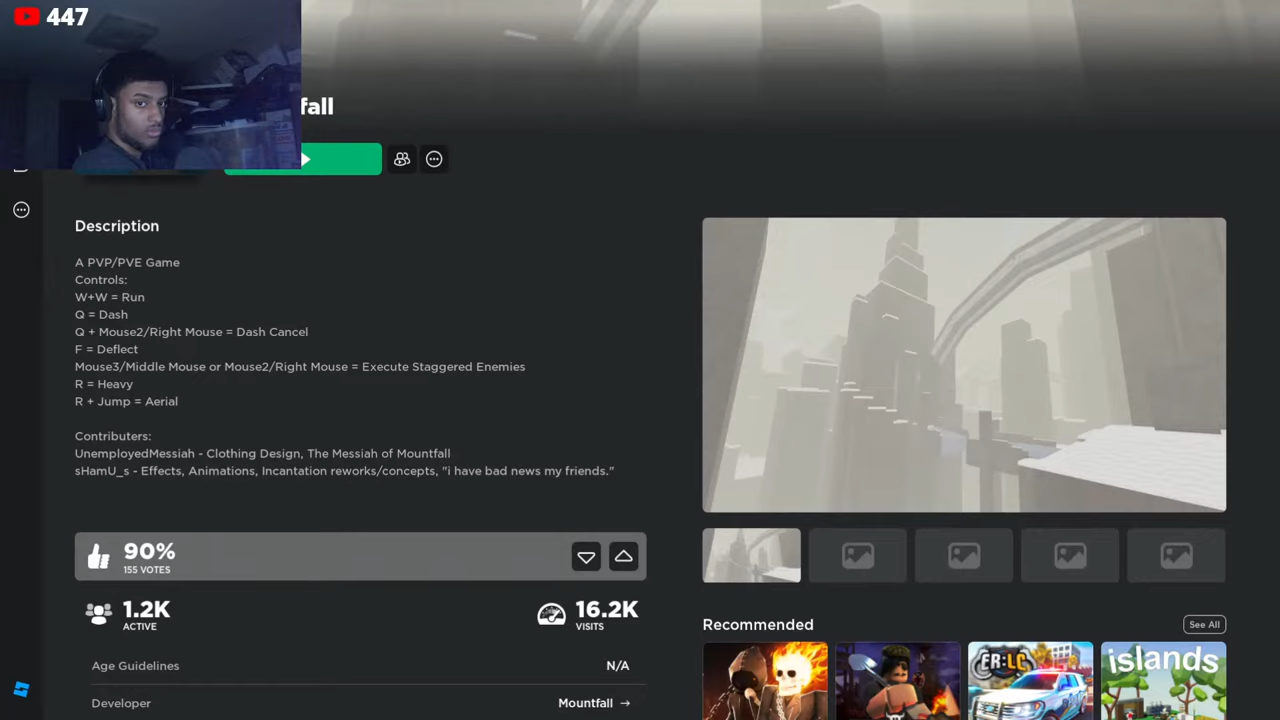 447
fall
Description
A PVP/PVE Game
Controls:
W+W = Run
Q = Dash
Q + Mouse2/Right Mouse = Dash Cancel
F = Deflect
Mouse3/Middle Mouse or Mouse2/Right Mouse = Execute Staggered Enemies
R = Heavy
R + Jump = Aerial
Contributers:
UnemployedMessiah - Clothing Design, The Messiah of Mountfall
sHamU_s - Effects, Animations, Incantation reworks/concepts, "i have bad news my friends."
90%
155 VOTES
1.2K
ACTIVE
16.2K
VISITS
Age Guidelines
N/A
Developer
Mountfall →
Recommended
See All
ER:LC
islands